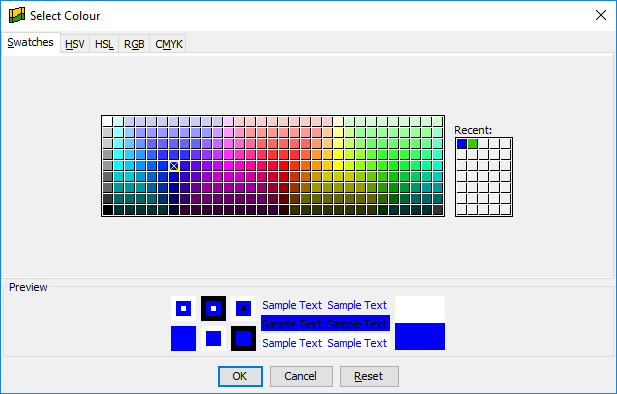 Select Colour
Swatches HSV HSL RGB CMYK
Recent:
Preview
Sample Text Sample Text
Sample Text Sample Text
Sample Text Sample Text
OK Cancel Reset